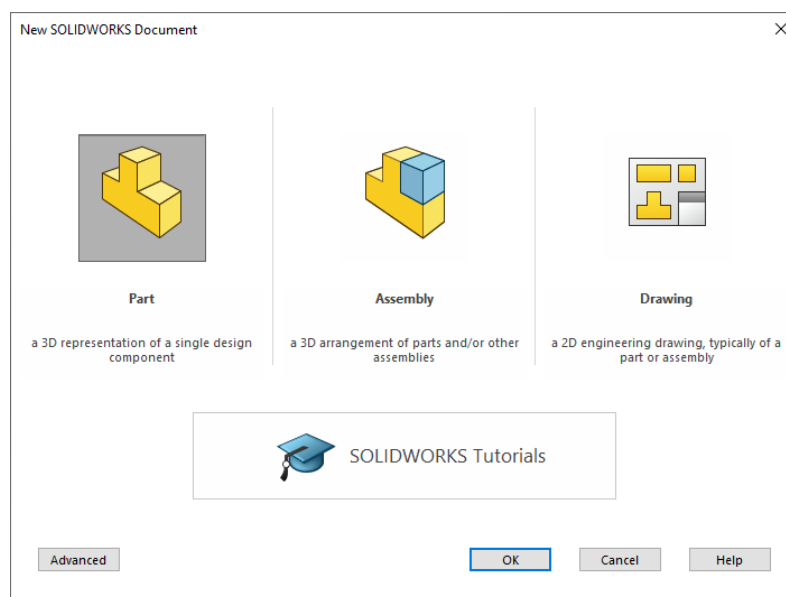 New SOLIDWORKS Document
Part
a 3D representation of a single design
component
Assembly
a 3D arrangement of parts and/or other
assemblies
Drawing
a 2D engineering drawing, typically of a
part or assembly
SOLIDWORKS Tutorials
Advanced
OK
Cancel
Help